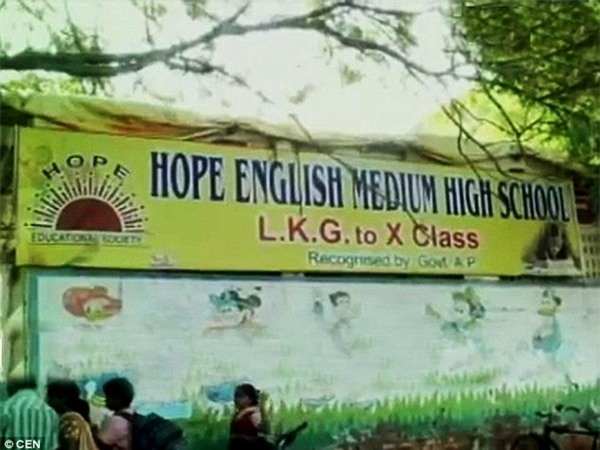 HOPE
EDUCATIONAL SOCIETY
HOPE ENGLISH MEDIUM HIGH SCHOOL
L.K.G. to X Class
Recognised by Govt. A.P
© CEN